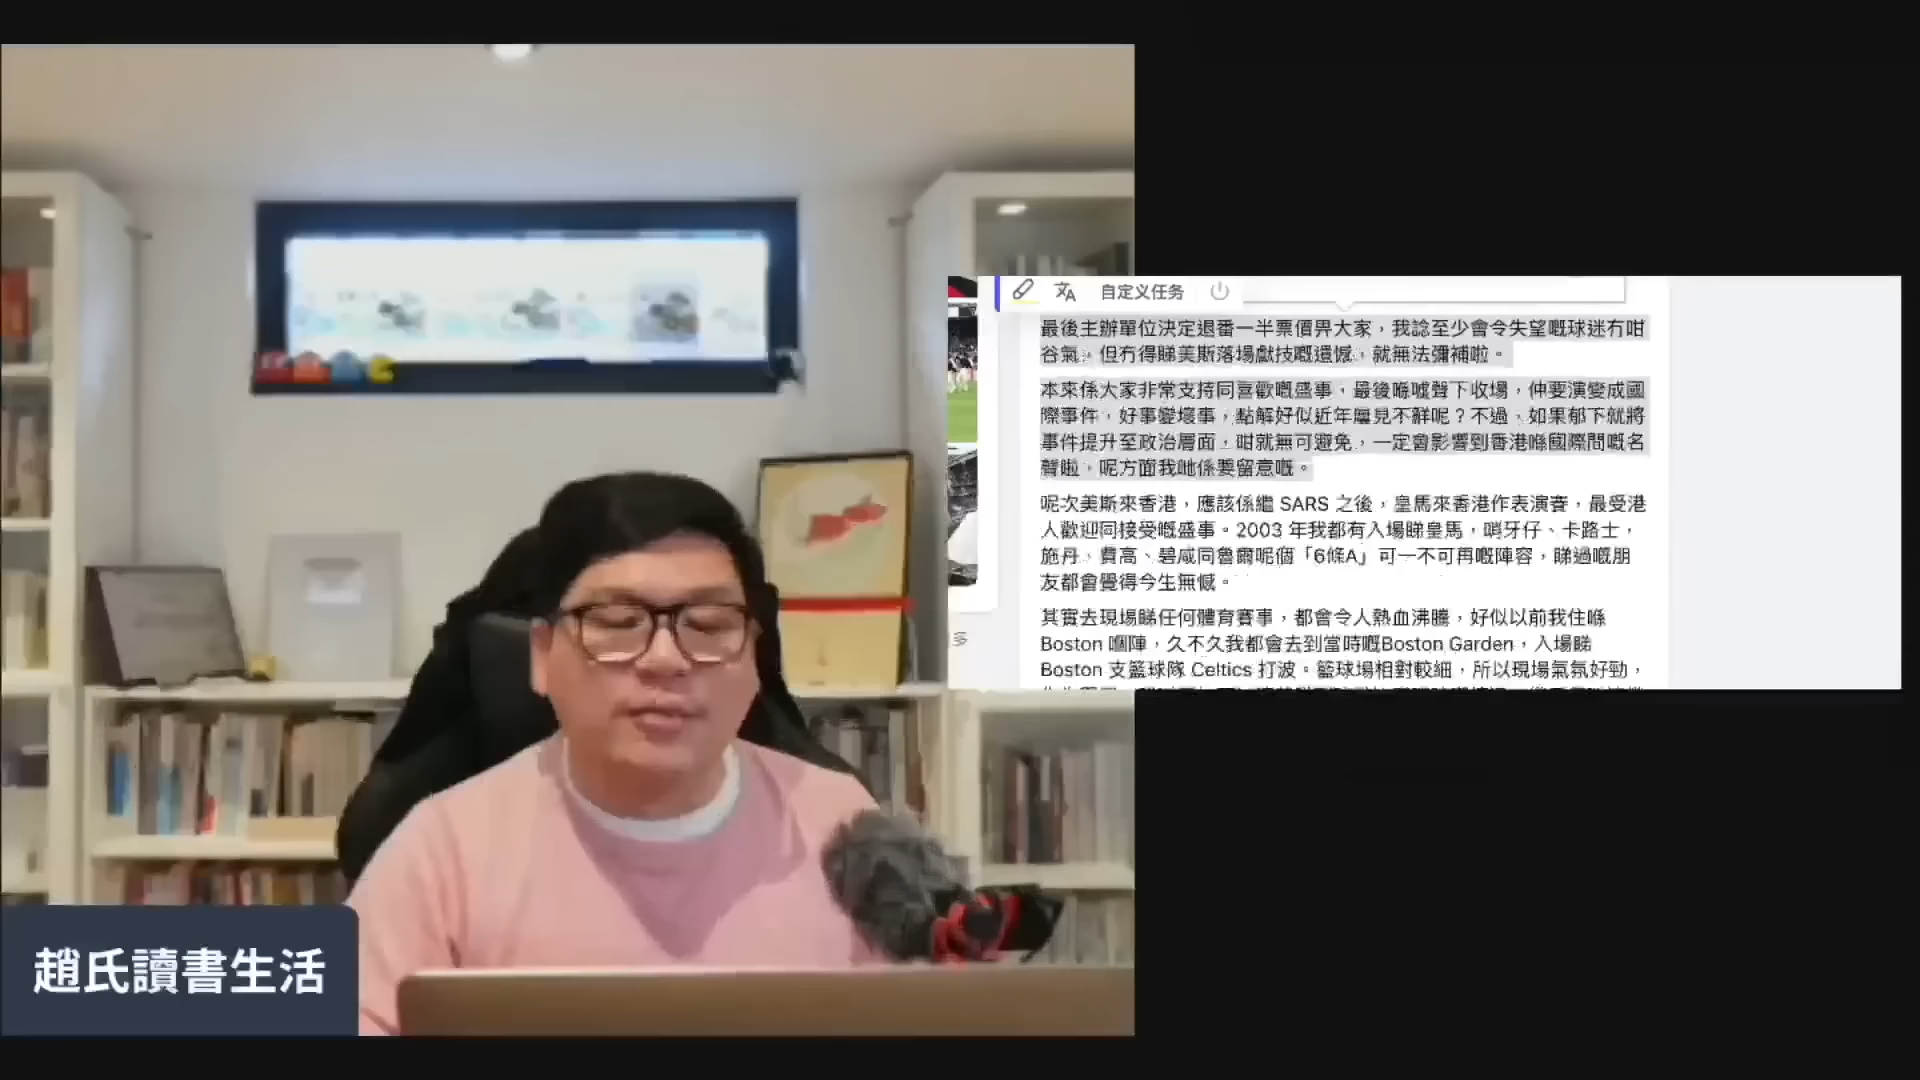 自定义任务
最後主辦單位決定退番一半票價畀大家，我諗至少會令失望嘅球迷冇咁
谷氣，但冇得睇美斯落場獻技嘅遺憾，就無法彌補啦。
本來係大家非常支持同喜歡嘅盛事，最後喺噓聲下收場，仲要演變成國
際事件，好事變壞事，點解好似近年屢見不鮮呢？不過，如果郁下就將
事件提升至政治層面，咁就無可避免，一定會影響到香港喺國際間嘅名
聲啦，呢方面我哋係要留意嘅。
呢次美斯來香港，應該係繼 SARS 之後，皇馬來香港作表演賽，最受港
人歡迎同接受嘅盛事。2003 年我都有入場睇皇馬，哨牙仔、卡路士，
施丹、費高、碧咸同魯爾呢個「6條A」可一不可再嘅陣容，睇過嘅朋
友都會覺得今生無憾。
其實去現場睇任何體育賽事，都會令人熱血沸騰，好似以前我住喺
多
Boston 嗰陣，久不久我都會去到當時嘅Boston Garden，入場睇
Boston 支籃球隊 Celtics 打波。籃球場相對較細，所以現場氣氛好勁，
趙氏讀書生活